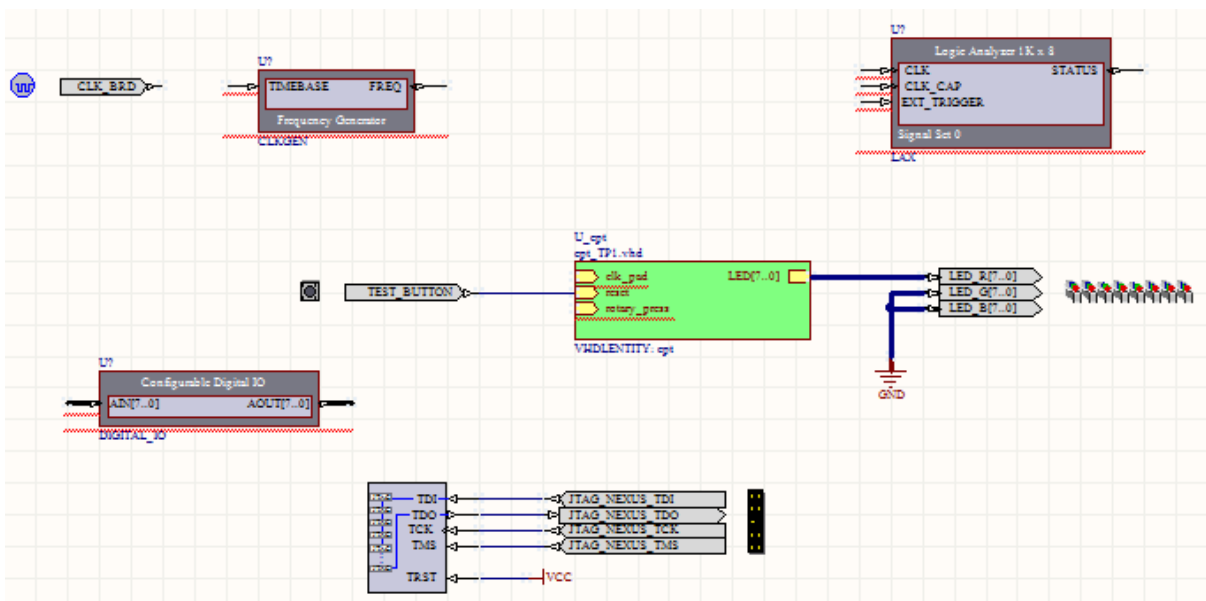 U?
Logic Analyzer 1K x 8
CLK
STATUS
CLK_CAP
EXT_TRIGGER
Signal Set 0
LAX
CLK_BRD
U?
TIMEBASE
FREQ
Frequency Generator
CLKGEN
U_cpt
cpt_TP1.vhd
clk_pad
LED[7..0]
reset
rotary_press
VHDLENTITY: cpt
TEST_BUTTON
LED_R[7..0]
LED_G[7..0]
LED_B[7..0]
GND
U?
Configurable Digital IO
AIN[7..0]
AOUT[7..0]
DIGITAL_IO
TDI
TDO
TCK
TMS
TRST
JTAG_NEXUS_TDI
JTAG_NEXUS_TDO
JTAG_NEXUS_TCK
JTAG_NEXUS_TMS
VCC